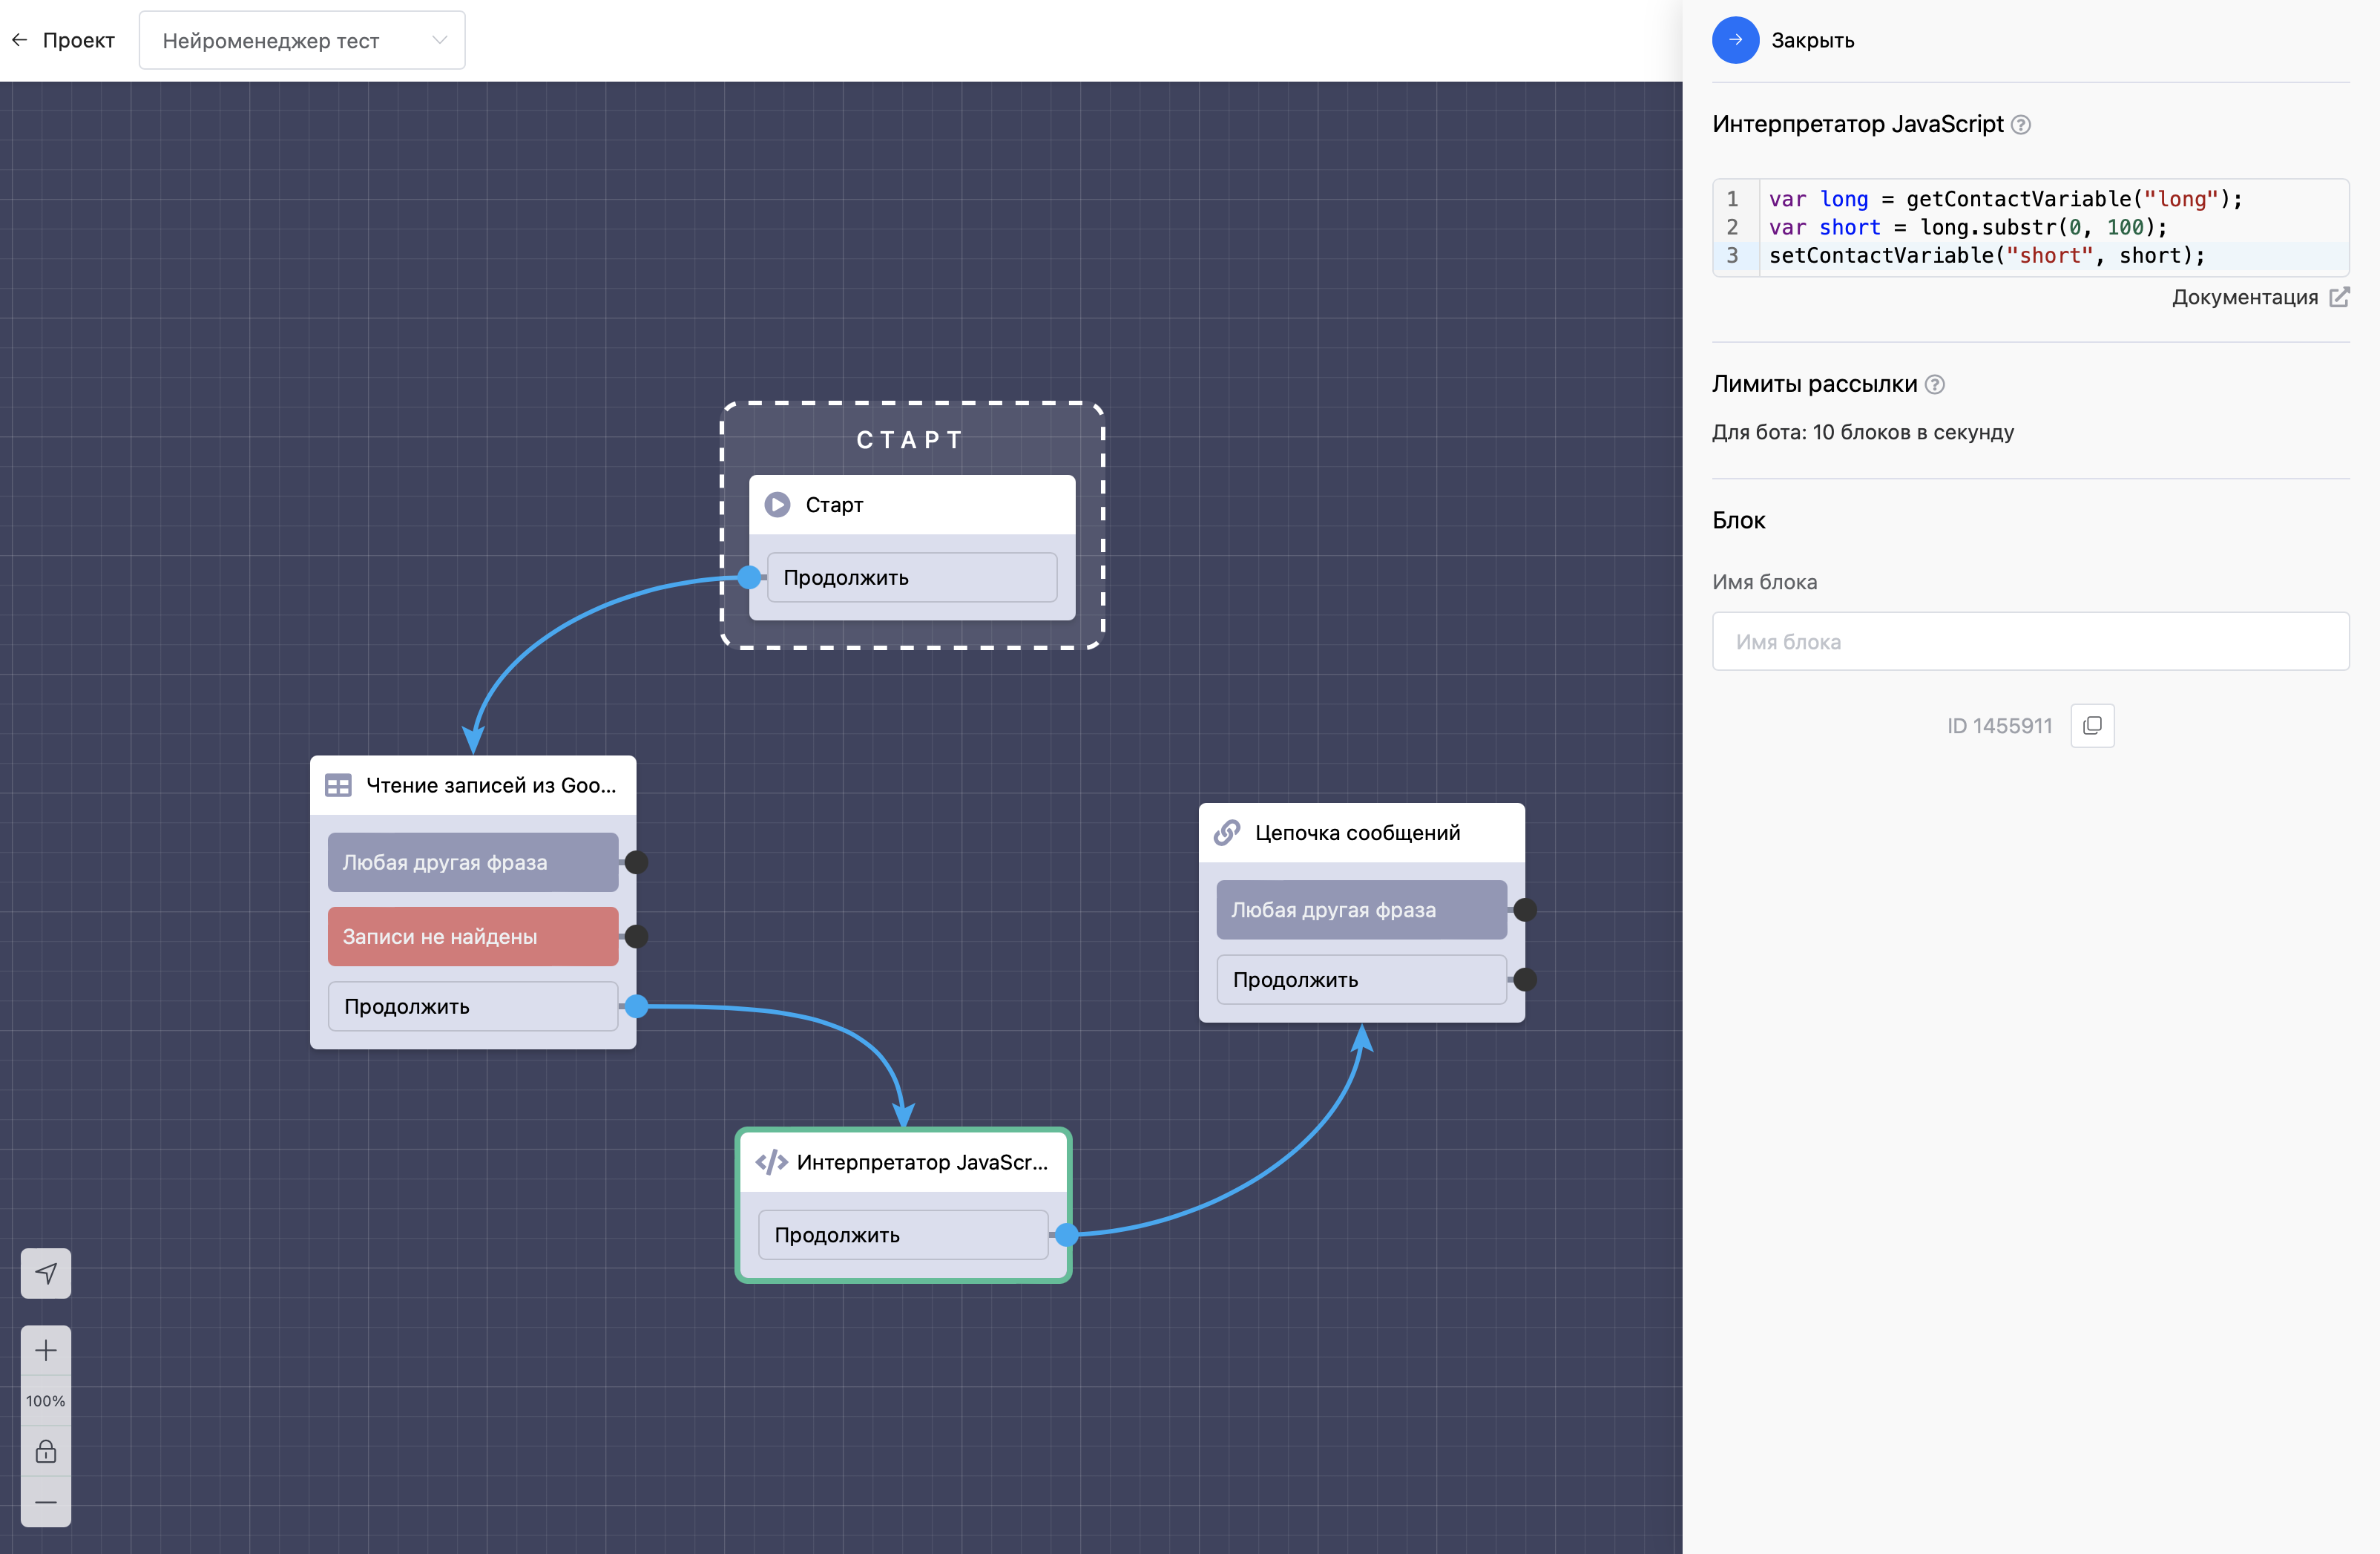 Проект
Нейроменеджер тест
Закрыть
Интерпретатор JavaScript ?
1 var long = getContactVariable("long");
2 var short = long.substr(0, 100);
3 setContactVariable("short", short);
Документация
Лимиты рассылки ?
Для бота: 10 блоков в секунду
Блок
Имя блока
Имя блока
ID 1455911
СТАРТ
Старт
Продолжить
Чтение записей из Goo...
Любая другая фраза
Записи не найдены
Продолжить
Цепочка сообщений
Любая другая фраза
Продолжить
Интерпретатор JavaScr...
Продолжить
100%